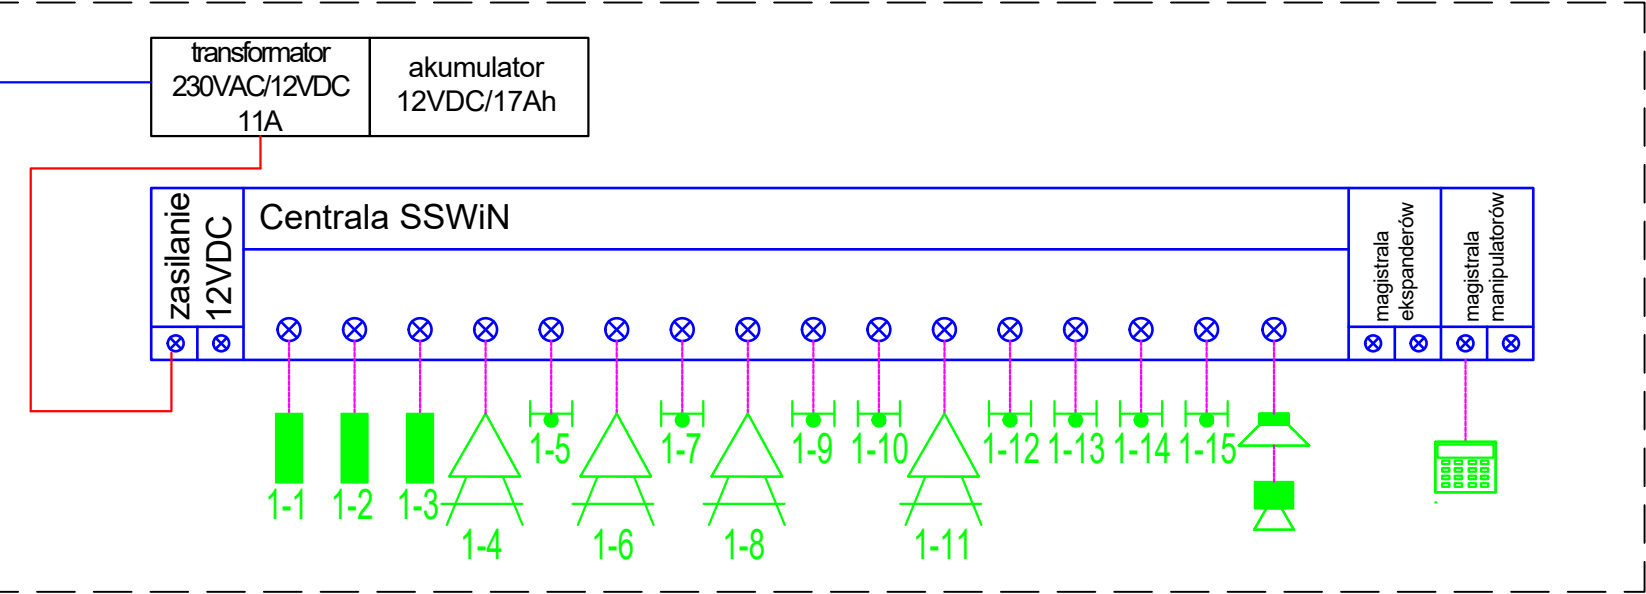 transformator
230VAC/12VDC
11A
akumulator
12VDC/17Ah
zasilanie
12VDC
Centrala SSWiN
magistrala
ekspanderów
magistrala
manipulatorów
1-1
1-2
1-3
1-4
1-5
1-6
1-7
1-8
1-9
1-10
1-11
1-12
1-13
1-14
1-15